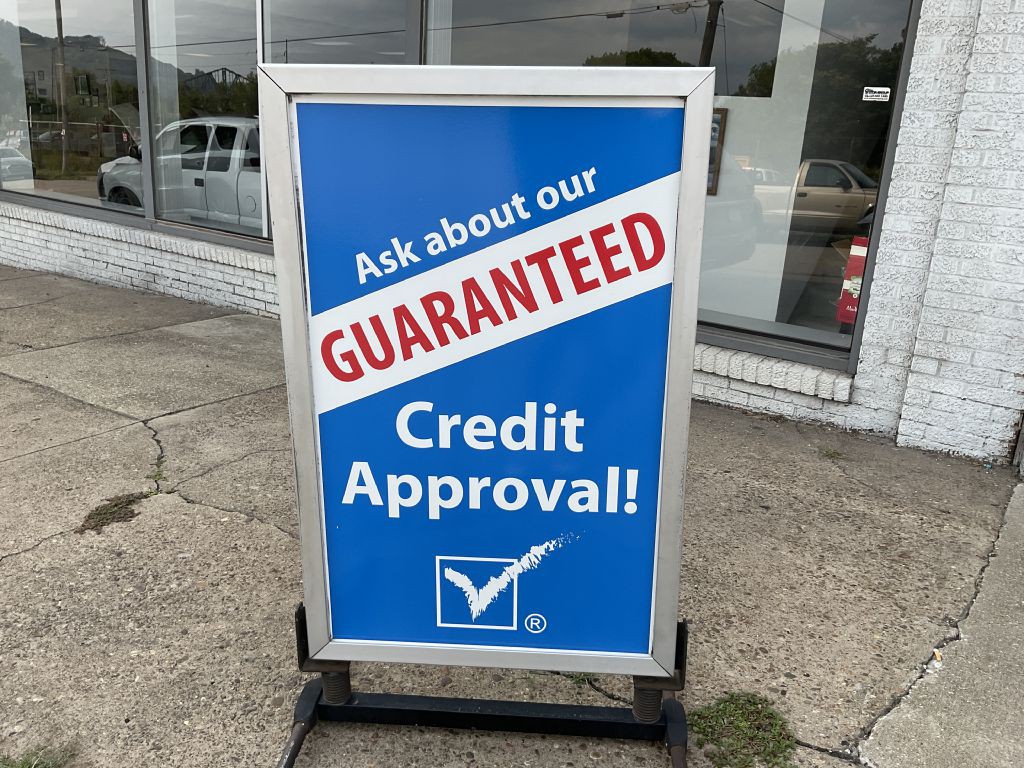 Ask about our
GUARANTEED
Credit
Approval!
®